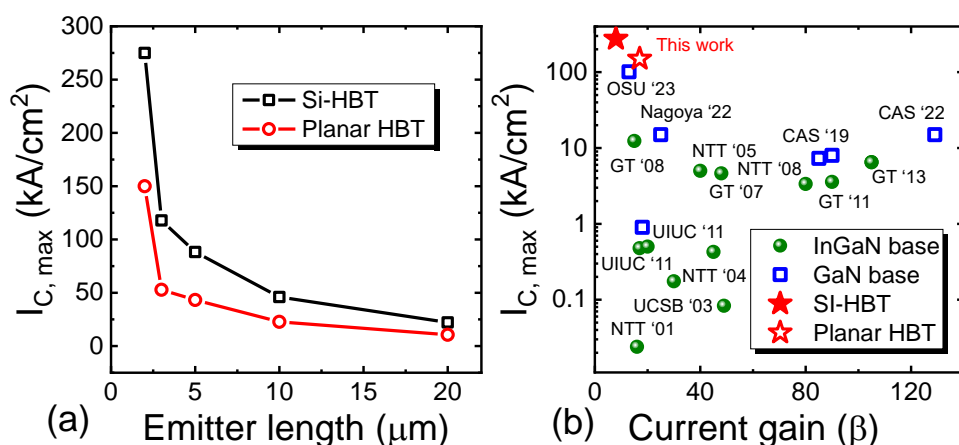 300
250
200
150
100
50
0
I_C, max (kA/cm²)
Si-HBT
Planar HBT
0 5 10 15 20
(a) Emitter length (μm)
100
10
1
0.1
I_C, max (kA/cm²)
This work
OSU ‘23
Nagoya ‘22
CAS ‘19
CAS ‘22
GT ‘08
NTT ‘05
NTT ‘08
GT ‘07
GT ‘11
GT ‘13
UIUC ‘11
UIUC ‘11
NTT ‘04
UCSB ‘03
NTT ‘01
InGaN base
GaN base
SI-HBT
Planar HBT
0 40 80 120
(b) Current gain (β)